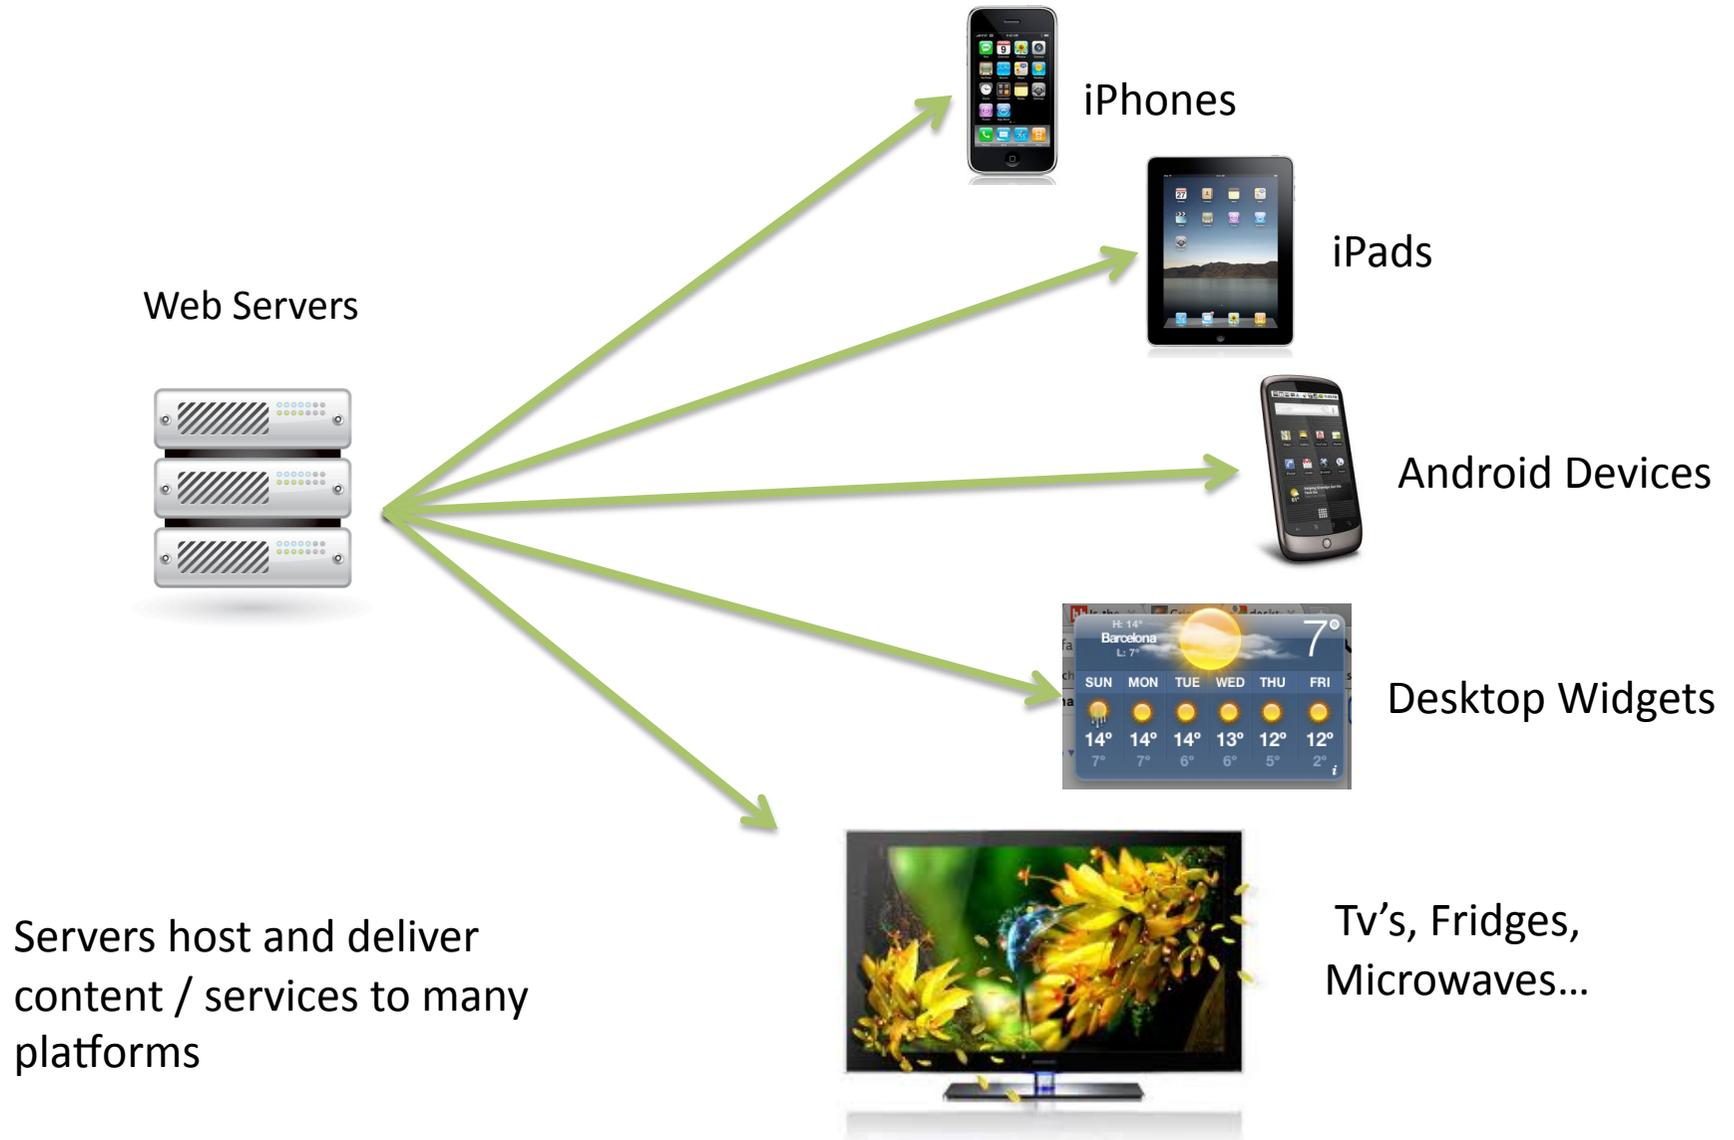 iPhones
iPads
Web Servers
Android Devices
H: 14°
Barcelona
L: 7°
7°
SUN MON TUE WED THU FRI
14° 14° 14° 13° 12° 12°
7° 7° 6° 6° 5° 2°
Desktop Widgets
Tv’s, Fridges,
Microwaves…
Servers host and deliver
content / services to many
platforms